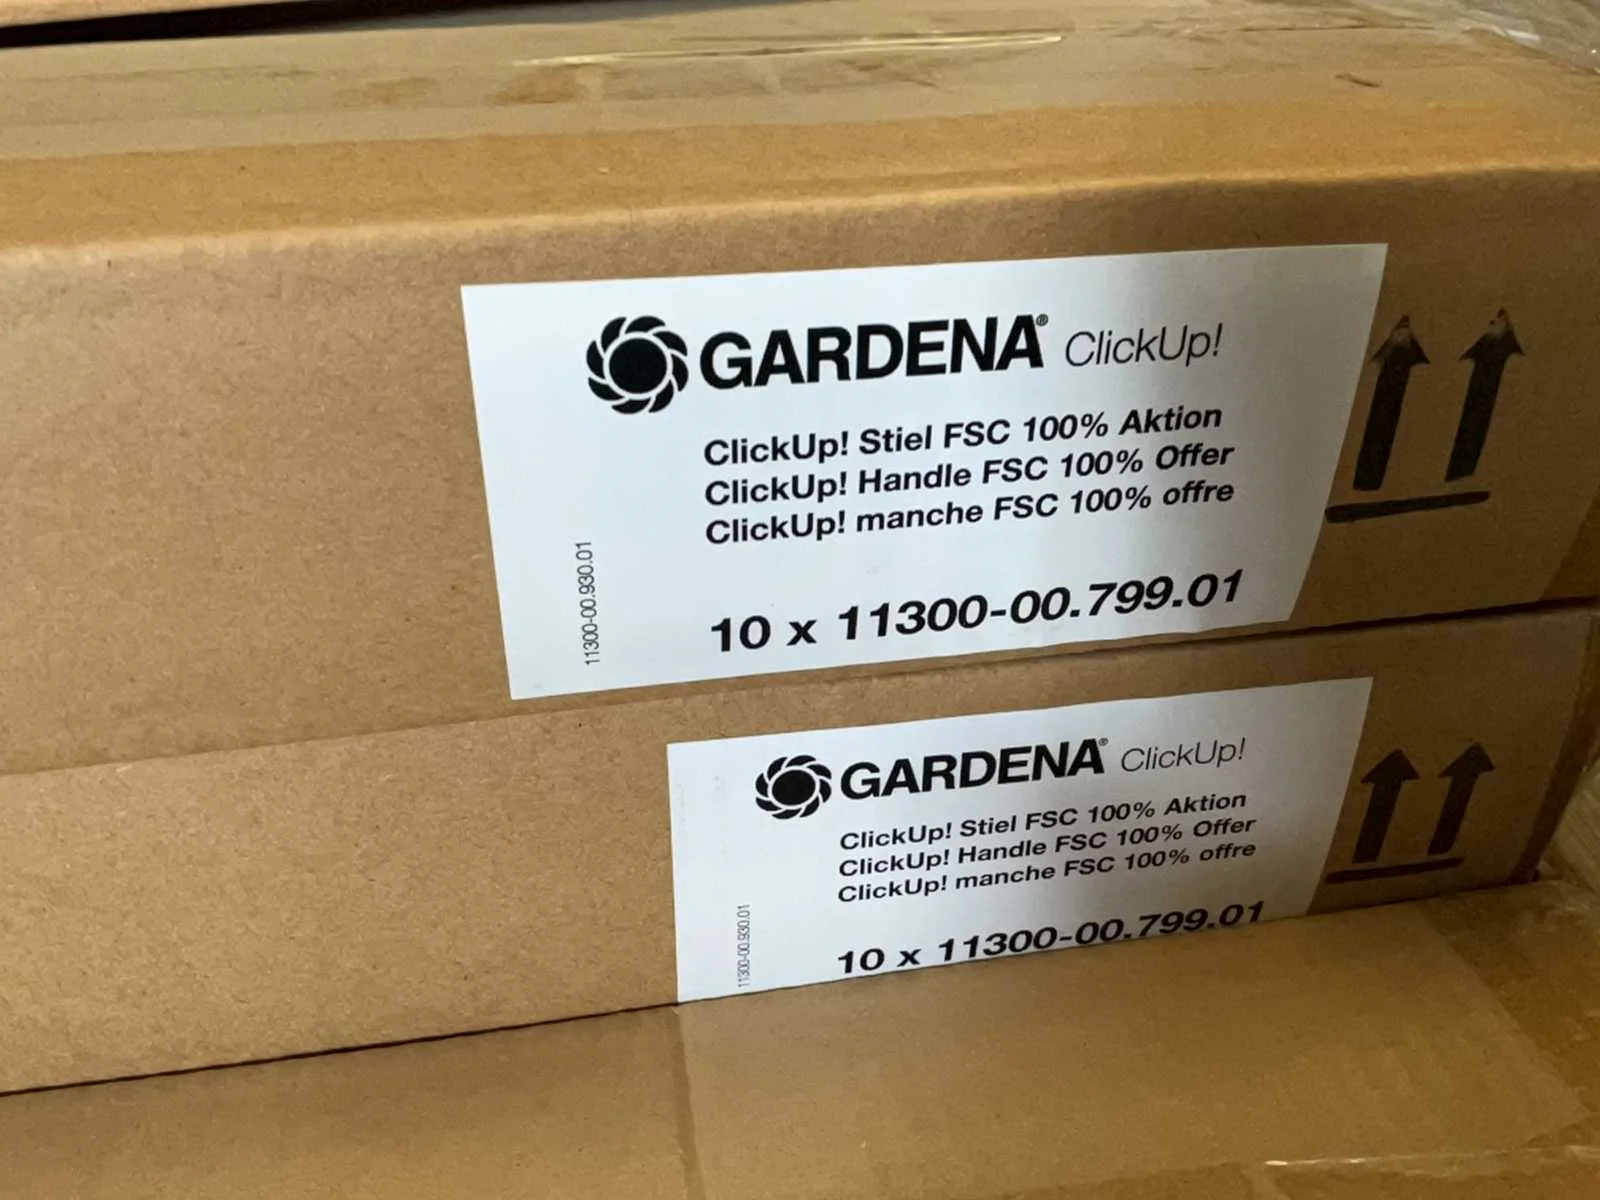 GARDENA® ClickUp!
ClickUp! Stiel FSC 100% Aktion
ClickUp! Handle FSC 100% Offer
ClickUp! manche FSC 100% offre
11300-00.930.01
10 x 11300-00.799.01
GARDENA® ClickUp!
ClickUp! Stiel FSC 100% Aktion
ClickUp! Handle FSC 100% Offer
ClickUp! manche FSC 100% offre
11300-00.930.01
10 x 11300-00.799.01